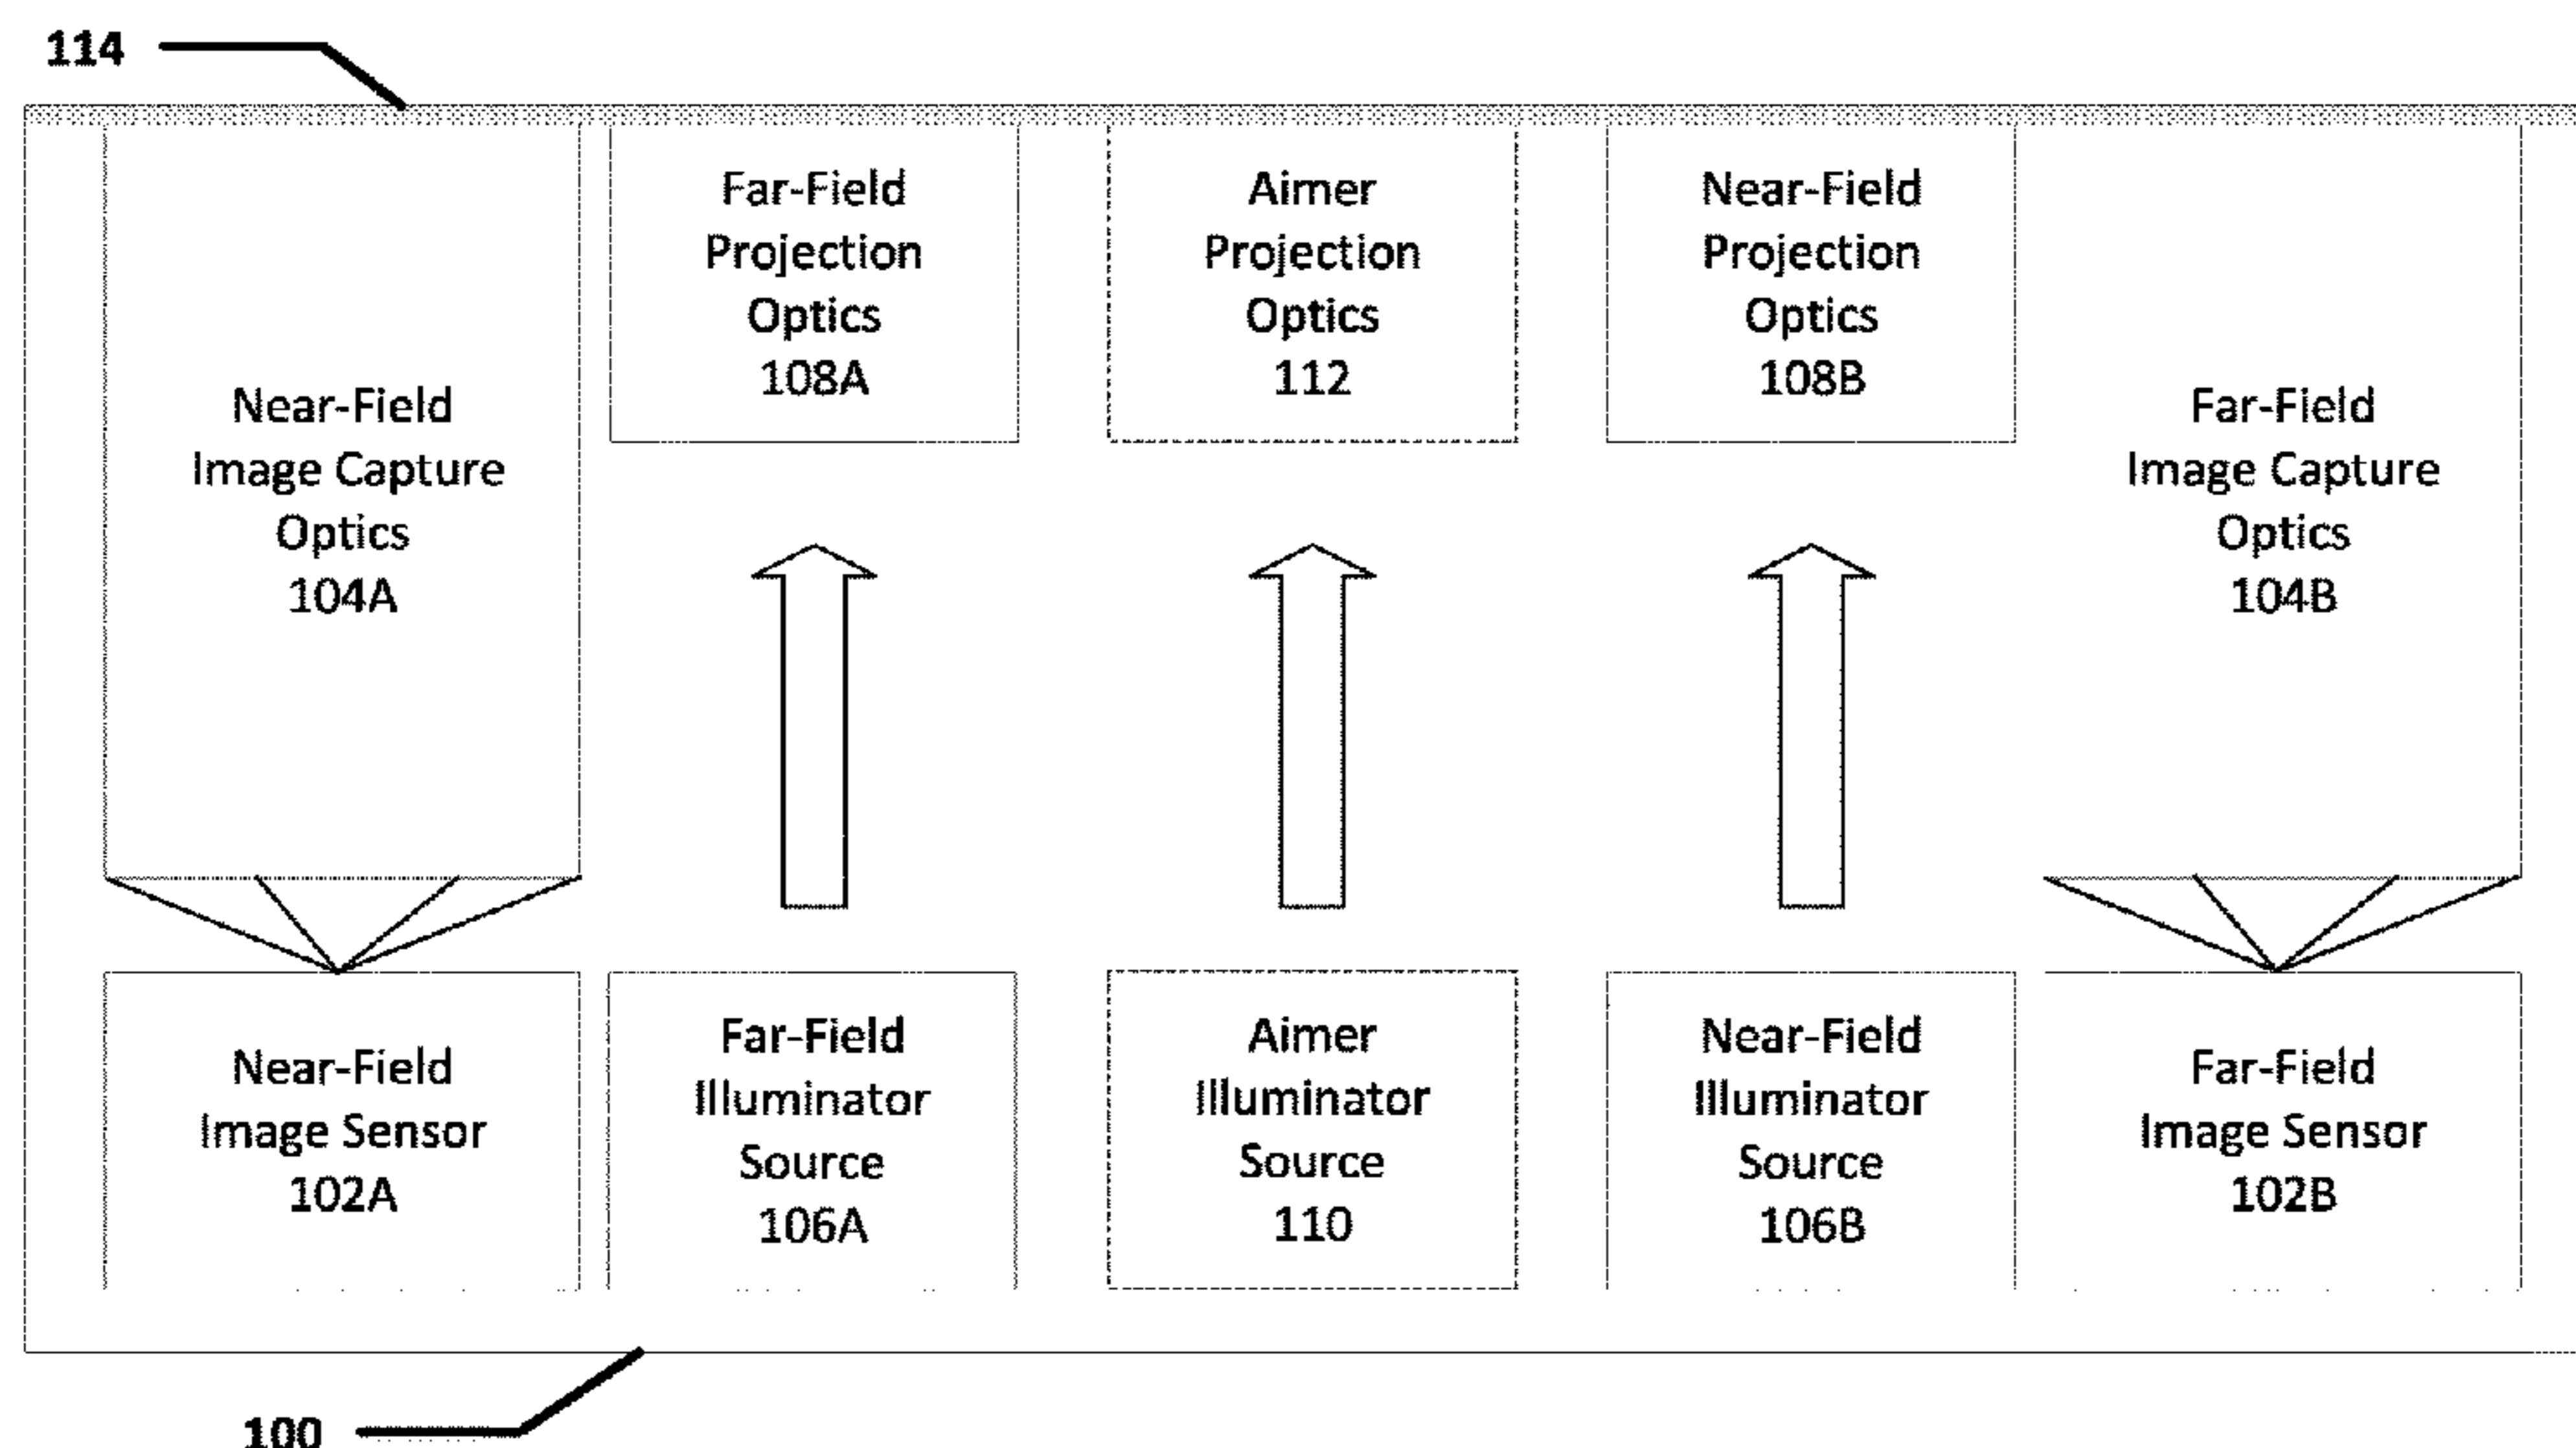 114
Near-Field
Image Capture
Optics
104A
Far-Field
Projection
Optics
108A
Aimer
Projection
Optics
112
Near-Field
Projection
Optics
108B
Far-Field
Image Capture
Optics
104B
Near-Field
Image Sensor
102A
Far-Field
Illuminator
Source
106A
Aimer
Illuminator
Source
110
Near-Field
Illuminator
Source
106B
Far-Field
Image Sensor
102B
100